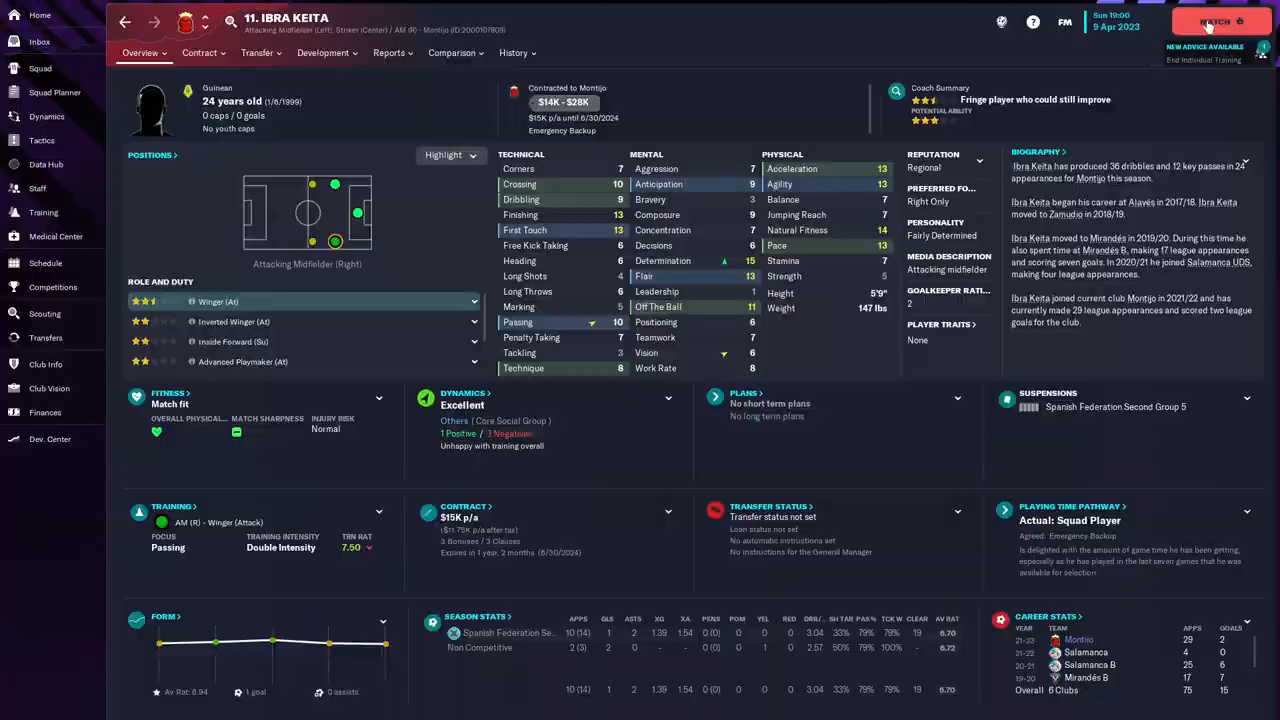 Home
Inbox
Squad
Squad Planner
Dynamics
Tactics
Data Hub
Staff
Training
Medical Center
Schedule
Competitions
Scouting
Transfers
Club Info
Club Vision
Finances
Dev. Center
11. IBRA KEITA
Attacking Midfielder (Left), Striker (Center) / AM (R) - Montijo (ID:2000107809)
FM
Sun 19:00
9 Apr 2023
MATCH
NEW ADVICE AVAILABLE
End Individual Training
1
Overview
Contract
Transfer
Development
Reports
Comparison
History
Guinean
24 years old (1/6/1999)
0 caps / 0 goals
No youth caps
Contracted to Montijo
$14K - $28K
$15K p/a until 6/30/2024
Emergency Backup
Coach Summary
Fringe player who could still improve
POTENTIAL ABILITY
POSITIONS >
Highlight
Attacking Midfielder (Right)
ROLE AND DUTY
Winger (At)
Inverted Winger (At)
Inside Forward (Su)
Advanced Playmaker (At)
TECHNICAL
Corners 7
Crossing 10
Dribbling 9
Finishing 13
First Touch 13
Free Kick Taking 6
Heading 6
Long Shots 4
Long Throws 6
Marking 5
Passing 10
Penalty Taking 7
Tackling 3
Technique 8
MENTAL
Aggression 7
Anticipation 9
Bravery 3
Composure 9
Concentration 7
Decisions 6
Determination 15
Flair 13
Leadership 1
Off The Ball 11
Positioning 6
Teamwork 7
Vision 6
Work Rate 8
PHYSICAL
Acceleration 13
Agility 13
Balance 7
Jumping Reach 7
Natural Fitness 14
Pace 13
Stamina 7
Strength 5
Height 5'9"
Weight 147 lbs
REPUTATION
Regional
PREFERRED FO...
Right Only
PERSONALITY
Fairly Determined
MEDIA DESCRIPTION
Attacking midfielder
GOALKEEPER RATI...
2
PLAYER TRAITS >
None
BIOGRAPHY >
Ibra Keita has produced 36 dribbles and 12 key passes in 24
appearances for Montijo this season.
Ibra Keita began his career at Alavés in 2017/18. Ibra Keita
moved to Zamudio in 2018/19.
Ibra Keita moved to Mirandés in 2019/20. During this time he
also spent time at Mirandés B, making 17 league appearances
and scoring seven goals. In 2020/21 he joined Salamanca UDS,
making four league appearances.
Ibra Keita joined current club Montijo in 2021/22 and has
currently made 29 league appearances and scored two league
goals for the club.
FITNESS >
Match fit
OVERALL PHYSICAL... MATCH SHARPNESS INJURY RISK
Normal
DYNAMICS >
Excellent
Others ( Core Social Group )
1 Positive / 3 Negatives
Unhappy with training overall
PLANS >
No short term plans
No long term plans
SUSPENSIONS
Spanish Federation Second Group 5
TRAINING >
AM (R) - Winger (Attack)
FOCUS TRAINING INTENSITY TRN RAT
Passing Double Intensity 7.50
CONTRACT >
$15K p/a
($11.75K p/a after tax)
3 Bonuses / 3 Clauses
Expires in 1 year, 2 months (6/30/2024)
TRANSFER STATUS >
Transfer status not set
Loan status not set
No automatic instructions set
No instructions for the General Manager
PLAYING TIME PATHWAY >
Actual: Squad Player
Agreed: Emergency Backup
Is delighted with the amount of game time he has been getting,
especially as he has played in the last seven games that he was
available for selection.
FORM >
Av Rat: 6.94 1 goal 0 assists
SEASON STATS > APPS GLS ASTS XG XA PENS POM YEL RED DRB/... SH TAR PAS% TCK W. CLEAR AV RAT
Spanish Federation Se... 10 (14) 1 2 1.39 1.54 0 (0) 0 0 0 3.04 33% 79% 79% 19 6.70
Non Competitive 2 (3) 2 0 - - 0 (0) 0 1 0 2.57 50% 79% 100% - 6.72
10 (14) 1 2 1.39 1.54 0 (0) 0 0 0 3.04 33% 79% 79% 19 6.70
CAREER STATS >
YEAR TEAM APPS GOALS
21-23 Montijo 29 2
21-22 Salamanca 4 0
20-21 Salamanca B 25 6
19-20 Mirandés B 17 7
Overall 6 Clubs 75 15